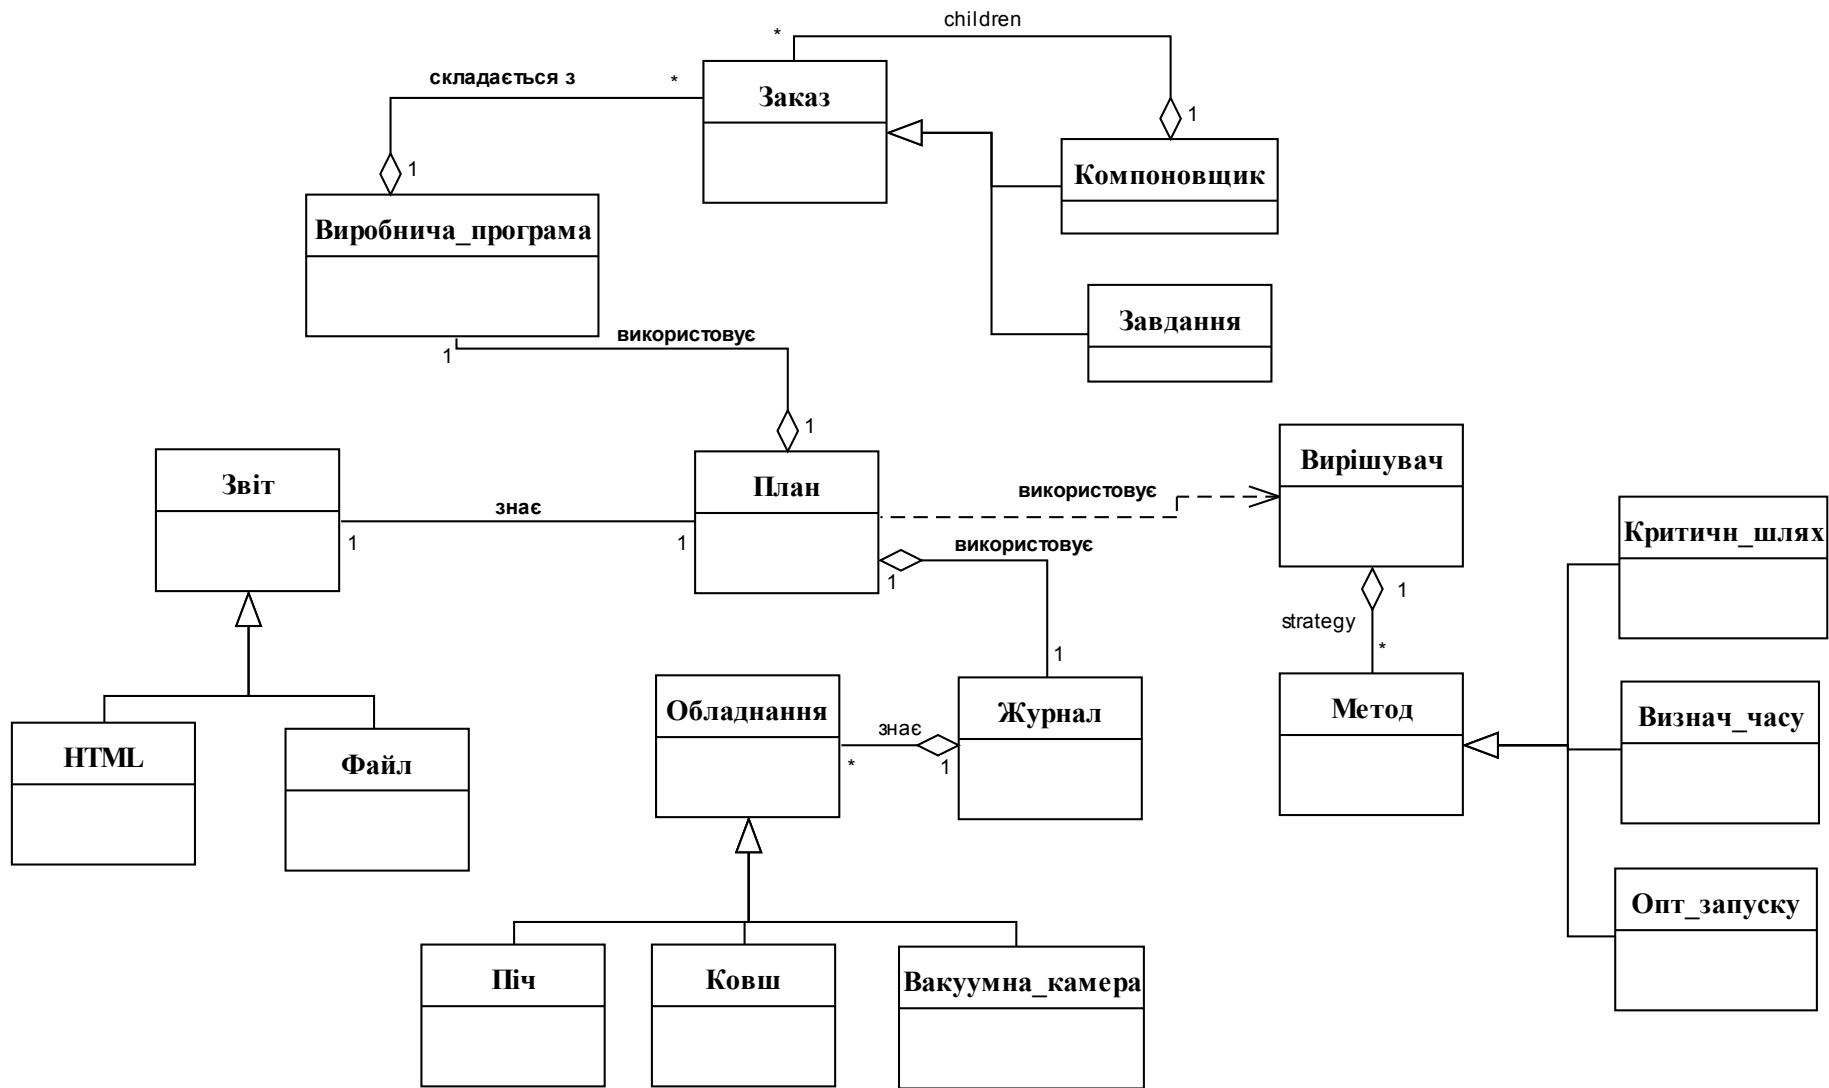 children
*
складається з
*
Заказ
1
Компоновщик
1
Виробнича_програма
Завдання
використовує
1
1
Звіт
План
Вирішувач
знає
використовує
1
1
використовує
1
Критичн_шлях
1
strategy
*
1
Обладнання
знає
*
1
Журнал
Метод
Визнач_часу
HTML
Файл
Опт_запуску
Піч
Ковш
Вакуумна_камера